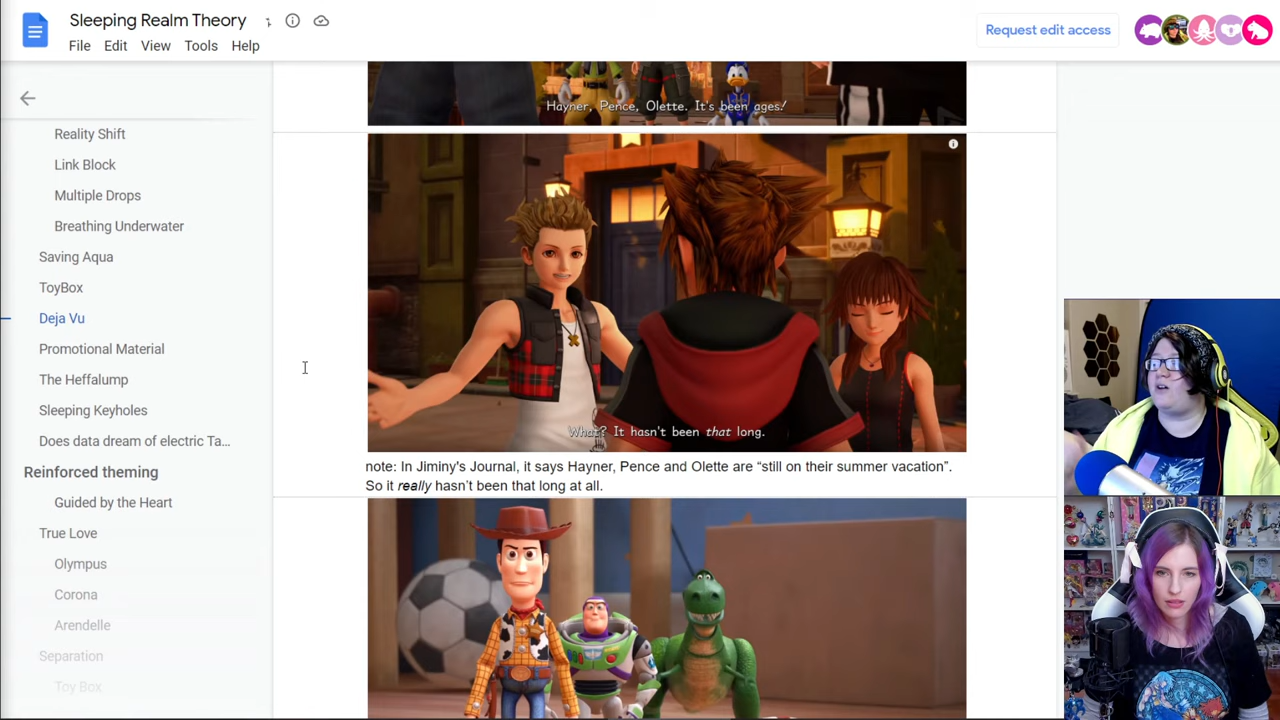 Sleeping Realm Theory
Request edit access
File Edit View Tools Help
Reality Shift
Link Block
Multiple Drops
Breathing Underwater
Saving Aqua
ToyBox
Deja Vu
Promotional Material
The Heffalump
Sleeping Keyholes
Does data dream of electric Ta...
Reinforced theming
Guided by the Heart
True Love
Olympus
Corona
Arendelle
Separation
Toy Box
Hayner, Pence, Olette. It's been ages!
What? It hasn't been that long.
note: In Jiminy's Journal, it says Hayner, Pence and Olette are “still on their summer vacation”.
So it really hasn’t been that long at all.